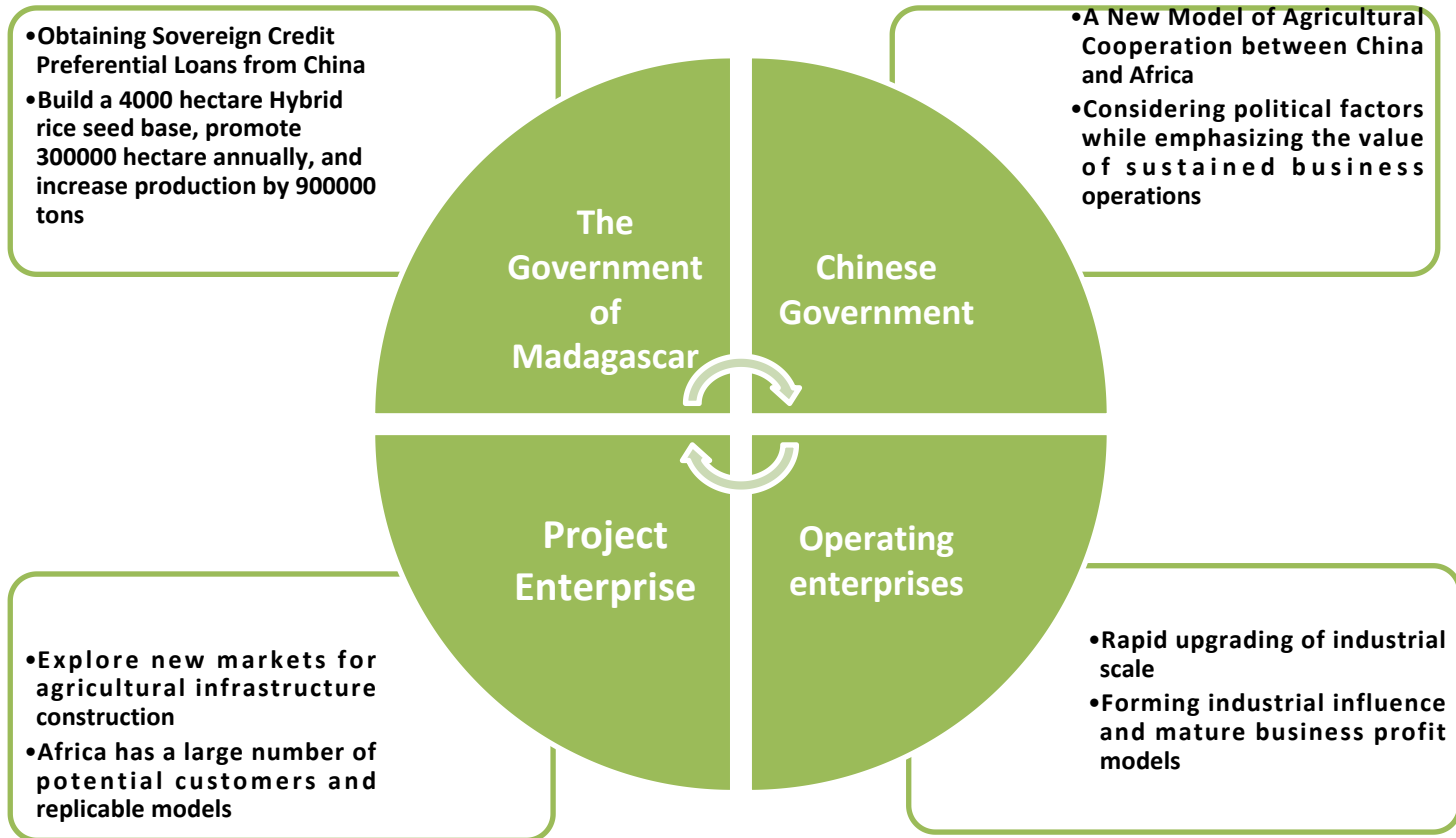 •Obtaining Sovereign Credit
Preferential Loans from China
•Build a 4000 hectare Hybrid
rice seed base, promote
300000 hectare annually, and
increase production by 900000
tons
•A New Model of Agricultural
Cooperation between China
and Africa
•Considering political factors
while emphasizing the value
of sustained business
operations
The
Government
of
Madagascar
Chinese
Government
Project
Enterprise
Operating
enterprises
•Explore new markets for
agricultural infrastructure
construction
•Africa has a large number of
potential customers and
replicable models
•Rapid upgrading of industrial
scale
•Forming industrial influence
and mature business profit
models